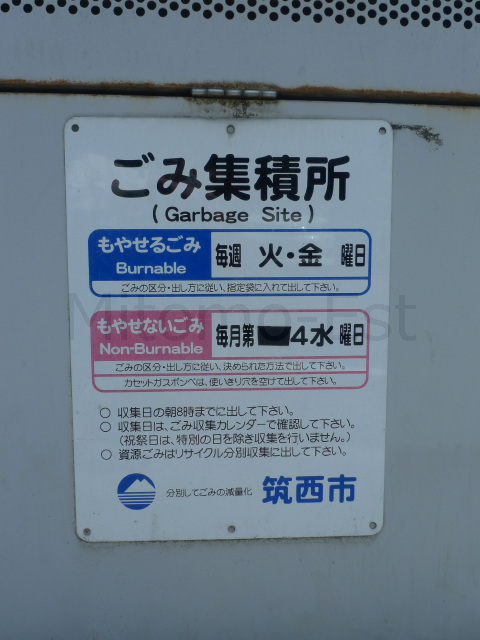 ごみ集積所
(Garbage Site)
もやせるごみ
Burnable
毎週 火・金 曜日
ごみの区分・出し方に従い、指定袋に入れて出して下さい。
もやせないごみ
Non-Burnable
毎月第 4水曜日
ごみの区分・出し方に従い、決められた方法で出して下さい。
カセットガスボンベは、使いきり穴を空けて出して下さい。
○ 収集日の朝8時までに出して下さい。
○ 収集日は、ごみ収集カレンダーで確認して下さい。
(祝祭日は、特別の日を除き収集を行いません。)
○ 資源ごみはリサイクル分別収集に出して下さい。
分別してごみの減量化 筑西市
Mitomo-Est